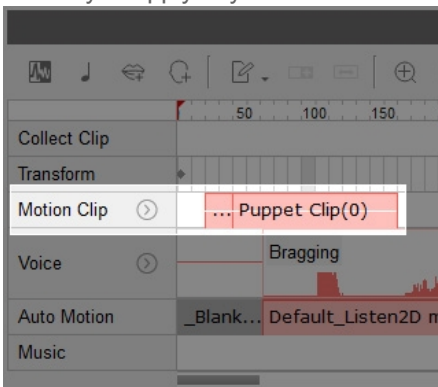 50 100 150
Collect Clip
Transform
Motion Clip ... Puppet Clip(0)
Voice Bragging
Auto Motion _Blank... Default_Listen2D
Music